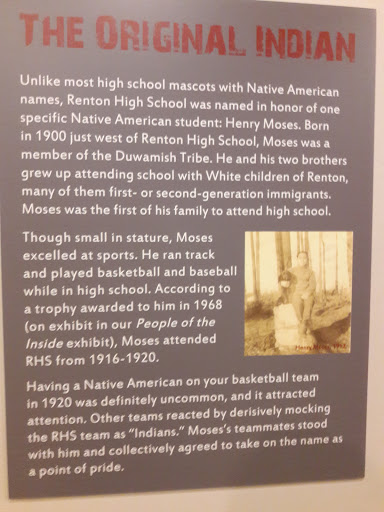 THE ORIGINAL INDIAN
Unlike most high school mascots with Native American
names, Renton High School was named in honor of one
specific Native American student: Henry Moses. Born
in 1900 just west of Renton High School, Moses was a
member of the Duwamish Tribe. He and his two brothers
grew up attending school with White children of Renton,
many of them first- or second-generation immigrants.
Moses was the first of his family to attend high school.
Though small in stature, Moses
excelled at sports. He ran track
and played basketball and baseball
while in high school. According to
a trophy awarded to him in 1968
(on exhibit in our People of the
Inside exhibit), Moses attended
RHS from 1916-1920.
Henry Moses
Having a Native American on your basketball team
in 1920 was definitely uncommon, and it attracted
attention. Other teams reacted by derisively mocking
the RHS team as “Indians.” Moses’s teammates stood
with him and collectively agreed to take on the name as
a point of pride.